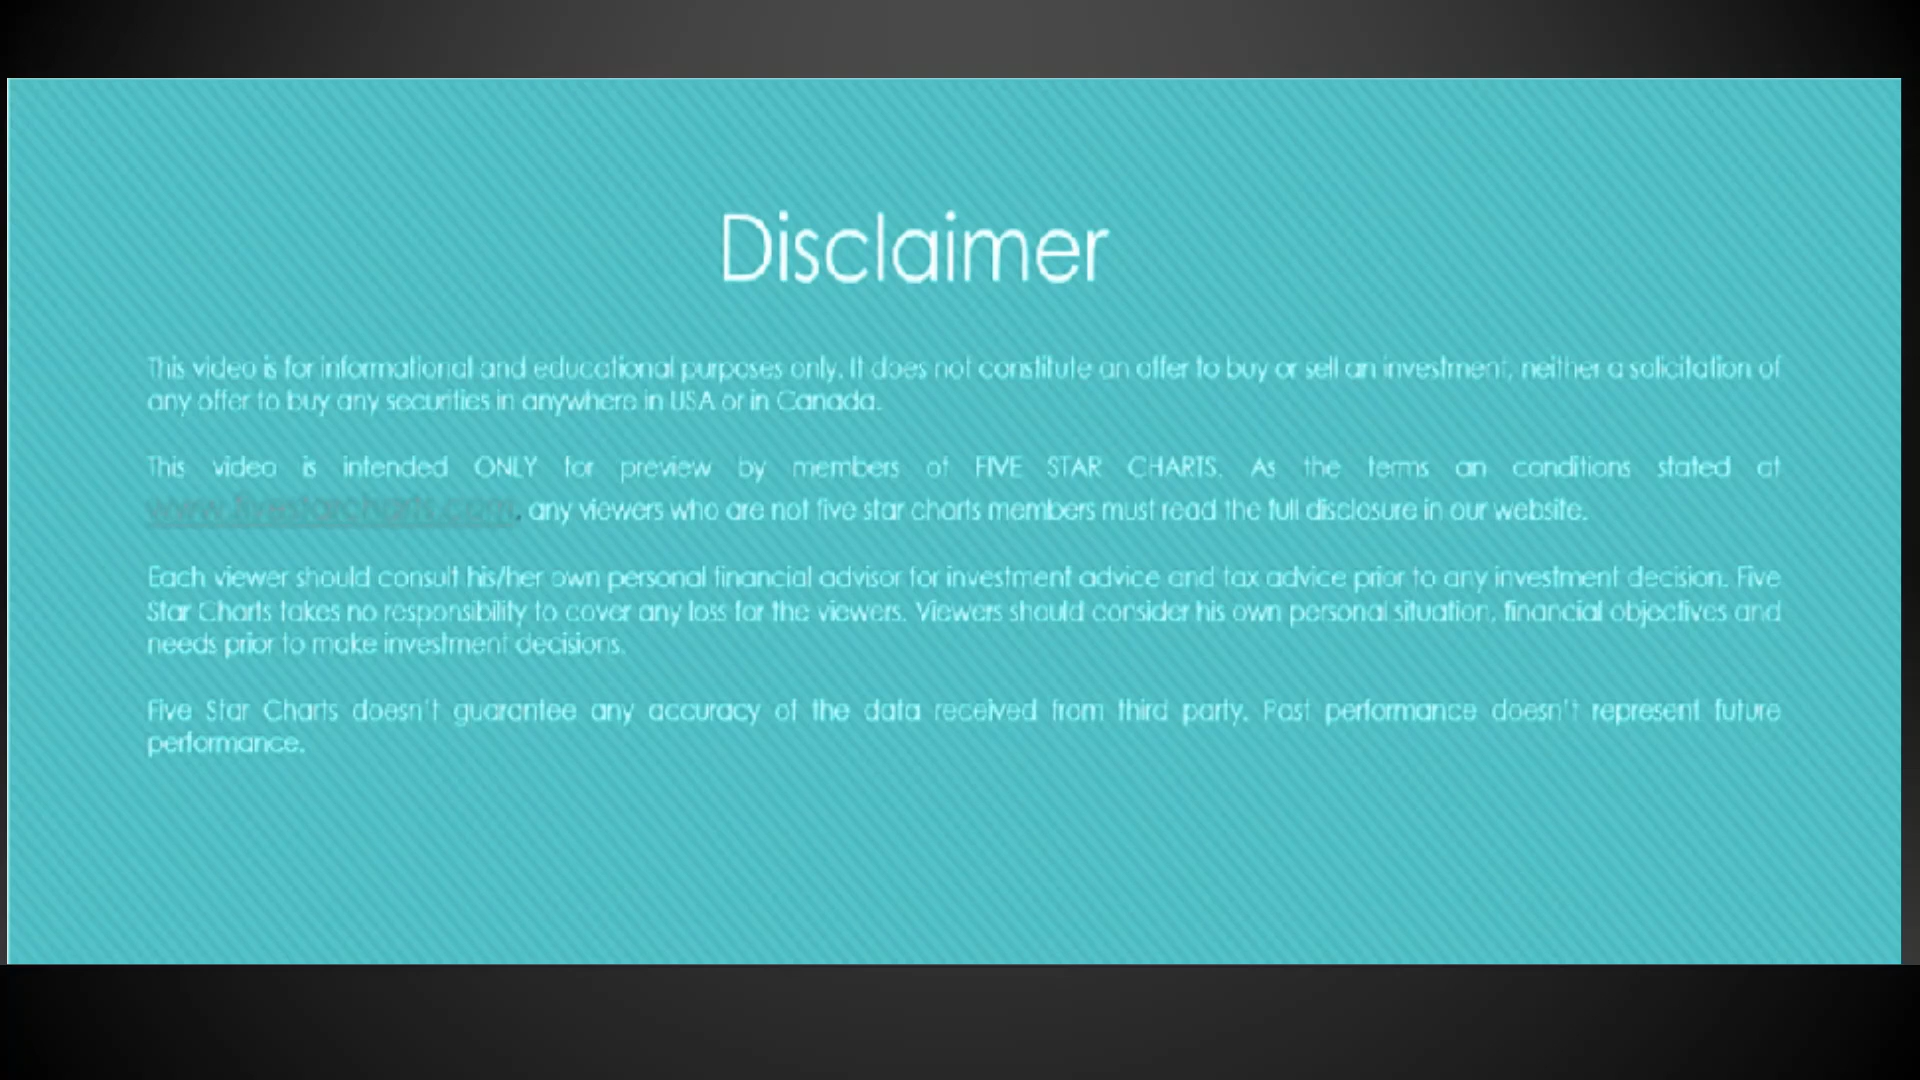 Disclaimer
This video is for informational and educational purposes only. It does not constitute an offer to buy or sell an investment, neither a solicitation of
any offer to buy any securities in anywhere in USA or in Canada.
This video is intended ONLY for preview by members of FIVE STAR CHARTS. As the terms an conditions stated at
www.fivestarcharts.com, any viewers who are not five star charts members must read the full disclosure in our website.
Each viewer should consult his/her own personal financial advisor for investment advice and tax advice prior to any investment decision. Five
Star Charts takes no responsibility to cover any loss for the viewers. Viewers should consider his own personal situation, financial objectives and
needs prior to make investment decisions.
Five Star Charts doesn't guarantee any accuracy of the data received from third party. Past performance doesn't represent future
performance.